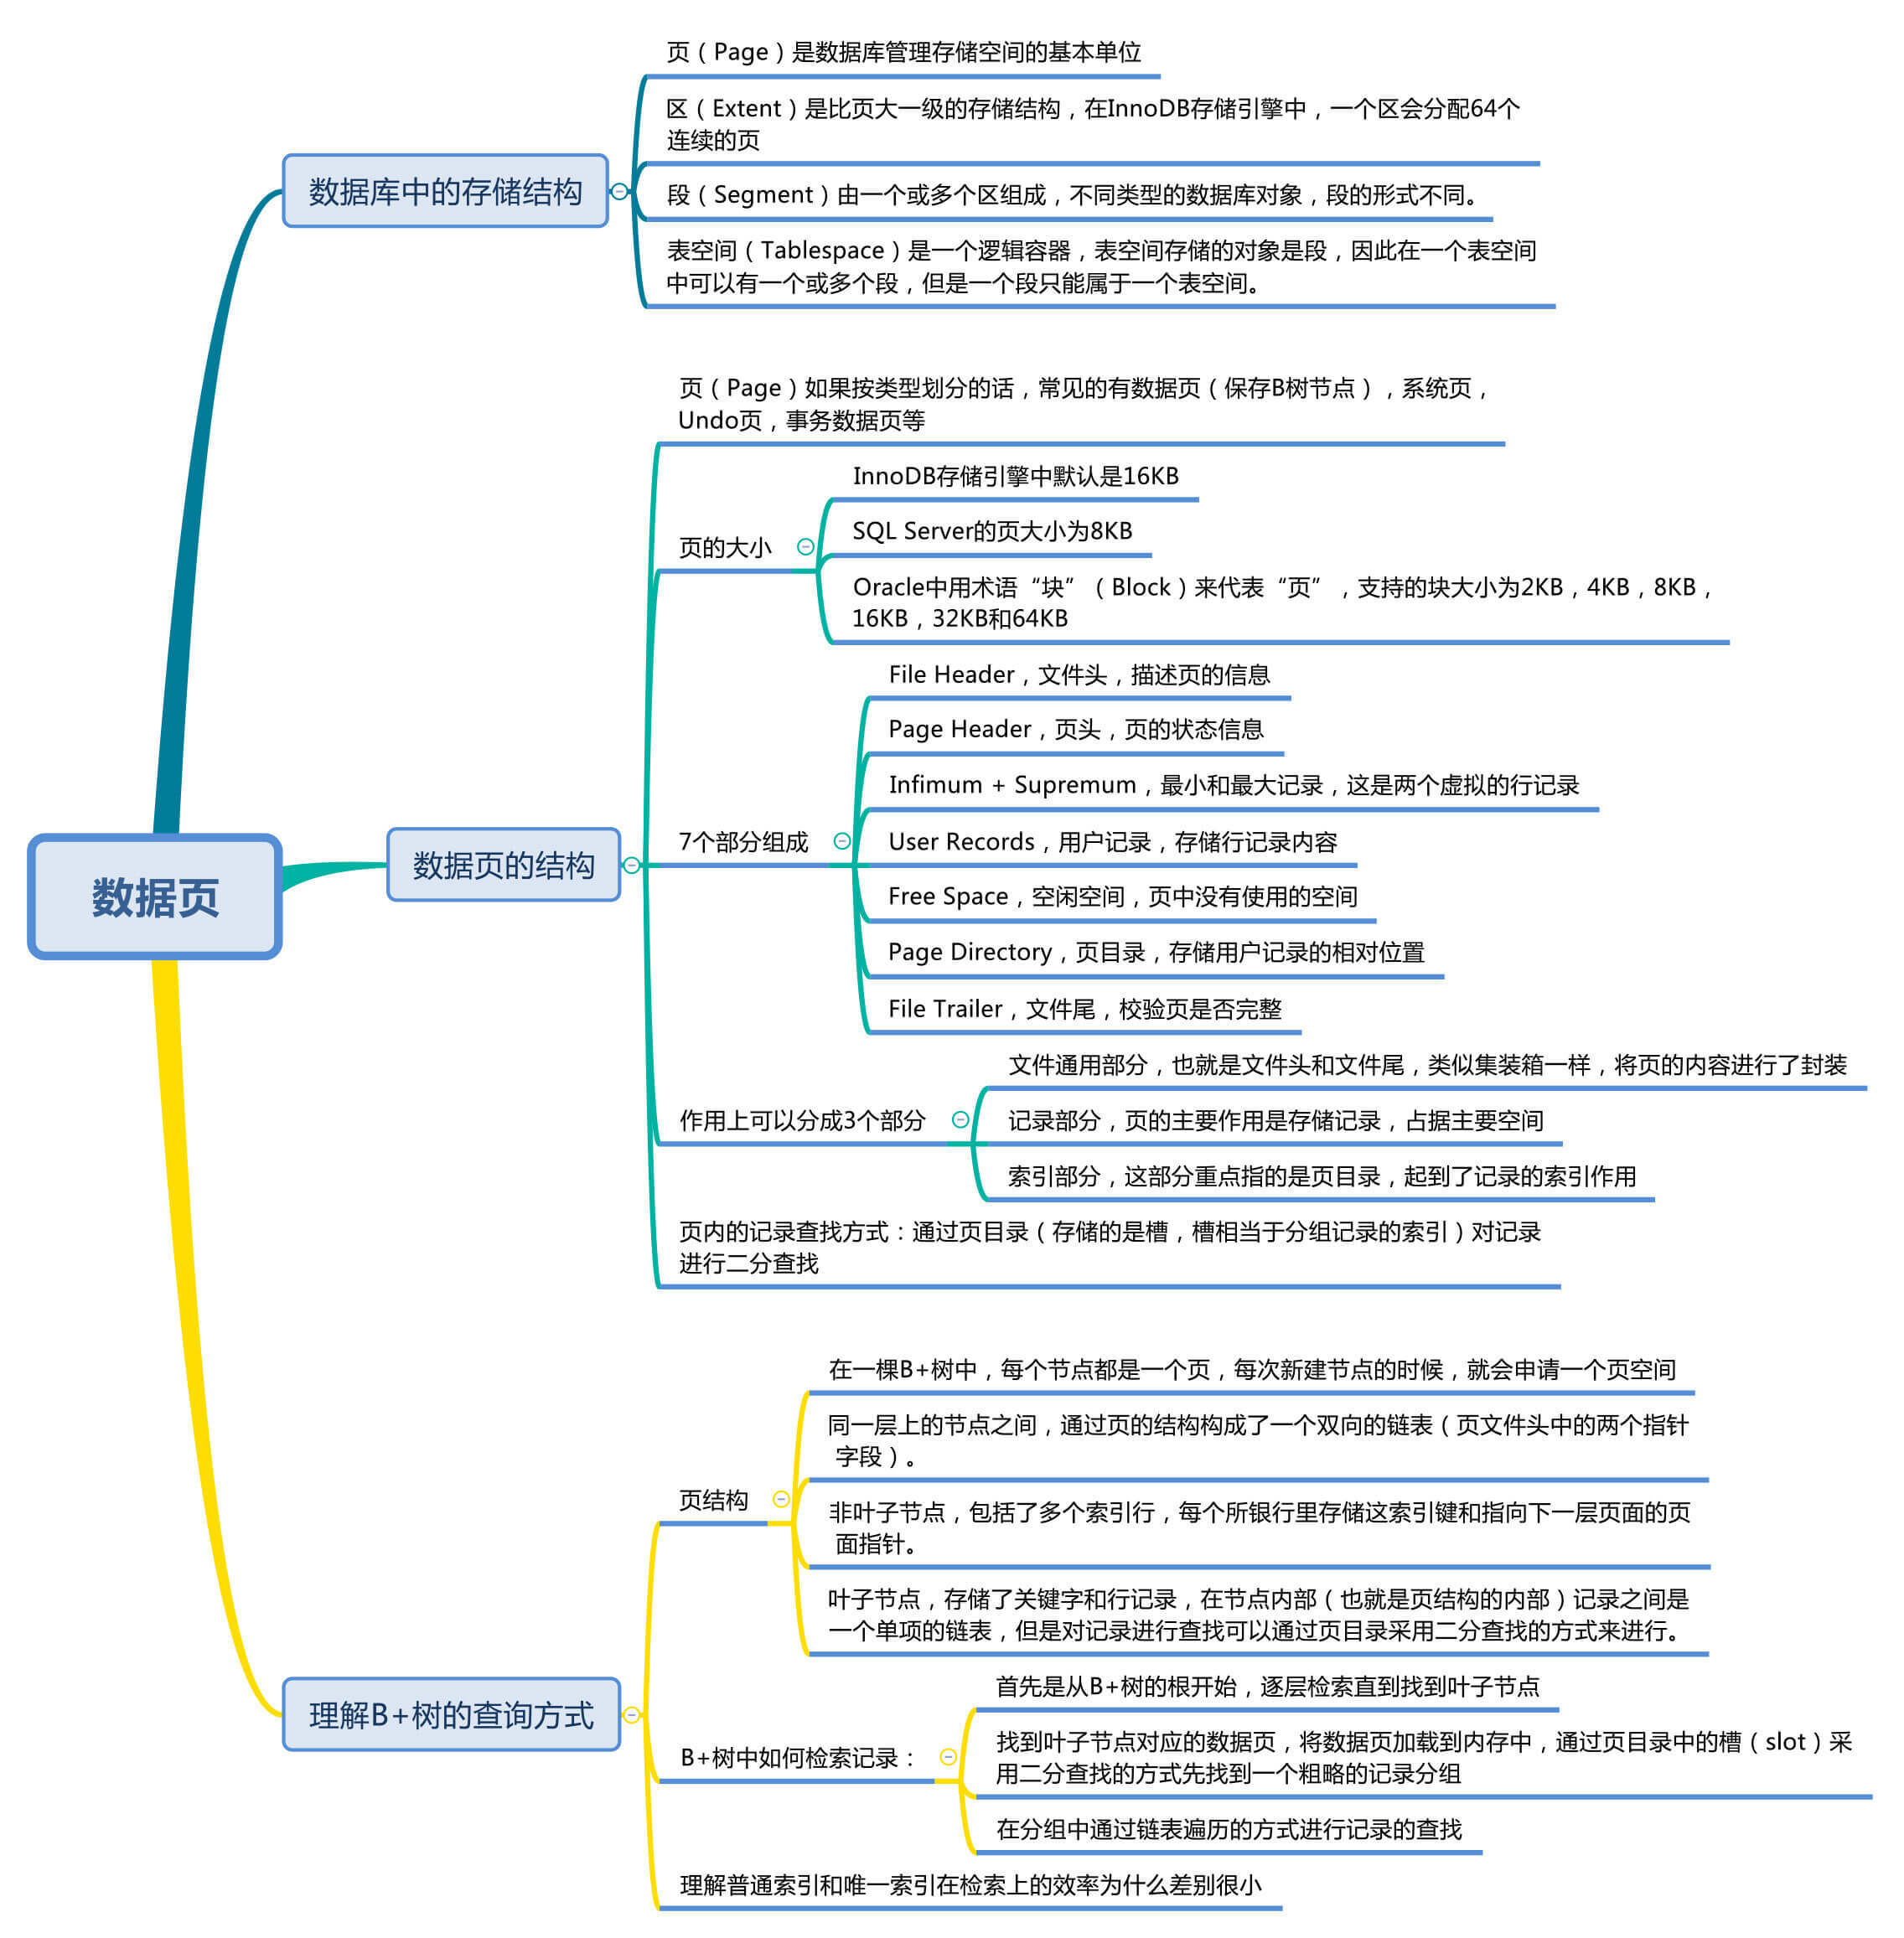 数据页
数据库中的存储结构
页（Page）是数据库管理存储空间的基本单位
区（Extent）是比页大一级的存储结构，在InnoDB存储引擎中，一个区会分配64个
连续的页
段（Segment）由一个或多个区组成，不同类型的数据库对象，段的形式不同。
表空间（Tablespace）是一个逻辑容器，表空间存储的对象是段，因此在一个表空间
中可以有一个或多个段，但是一个段只能属于一个表空间。
数据页的结构
页（Page）如果按类型划分的话，常见的有数据页（保存B树节点），系统页，
Undo页，事务数据页等
页的大小
InnoDB存储引擎中默认是16KB
SQL Server的页大小为8KB
Oracle中用术语“块”（Block）来代表“页”，支持的块大小为2KB，4KB，8KB，
16KB，32KB和64KB
7个部分组成
File Header，文件头，描述页的信息
Page Header，页头，页的状态信息
Infimum + Supremum，最小和最大记录，这是两个虚拟的行记录
User Records，用户记录，存储行记录内容
Free Space，空闲空间，页中没有使用的空间
Page Directory，页目录，存储用户记录的相对位置
File Trailer，文件尾，校验页是否完整
作用上可以分成3个部分
文件通用部分，也就是文件头和文件尾，类似集装箱一样，将页的内容进行了封装
记录部分，页的主要作用是存储记录，占据主要空间
索引部分，这部分重点指的是页目录，起到了记录的索引作用
页内的记录查找方式：通过页目录（存储的是槽，槽相当于分组记录的索引）对记录
进行二分查找
理解B+树的查询方式
页结构
在一棵B+树中，每个节点都是一个页，每次新建节点的时候，就会申请一个页空间
同一层上的节点之间，通过页的结构构成了一个双向的链表（页文件头中的两个指针
字段）。
非叶子节点，包括了多个索引行，每个所银行里存储这索引键和指向下一层页面的页
面指针。
叶子节点，存储了关键字和行记录，在节点内部（也就是页结构的内部）记录之间是
一个单项的链表，但是对记录进行查找可以通过页目录采用二分查找的方式来进行。
B+树中如何检索记录：
首先是从B+树的根开始，逐层检索直到找到叶子节点
找到叶子节点对应的数据页，将数据页加载到内存中，通过页目录中的槽（slot）采
用二分查找的方式先找到一个粗略的记录分组
在分组中通过链表遍历的方式进行记录的查找
理解普通索引和唯一索引在检索上的效率为什么差别很小